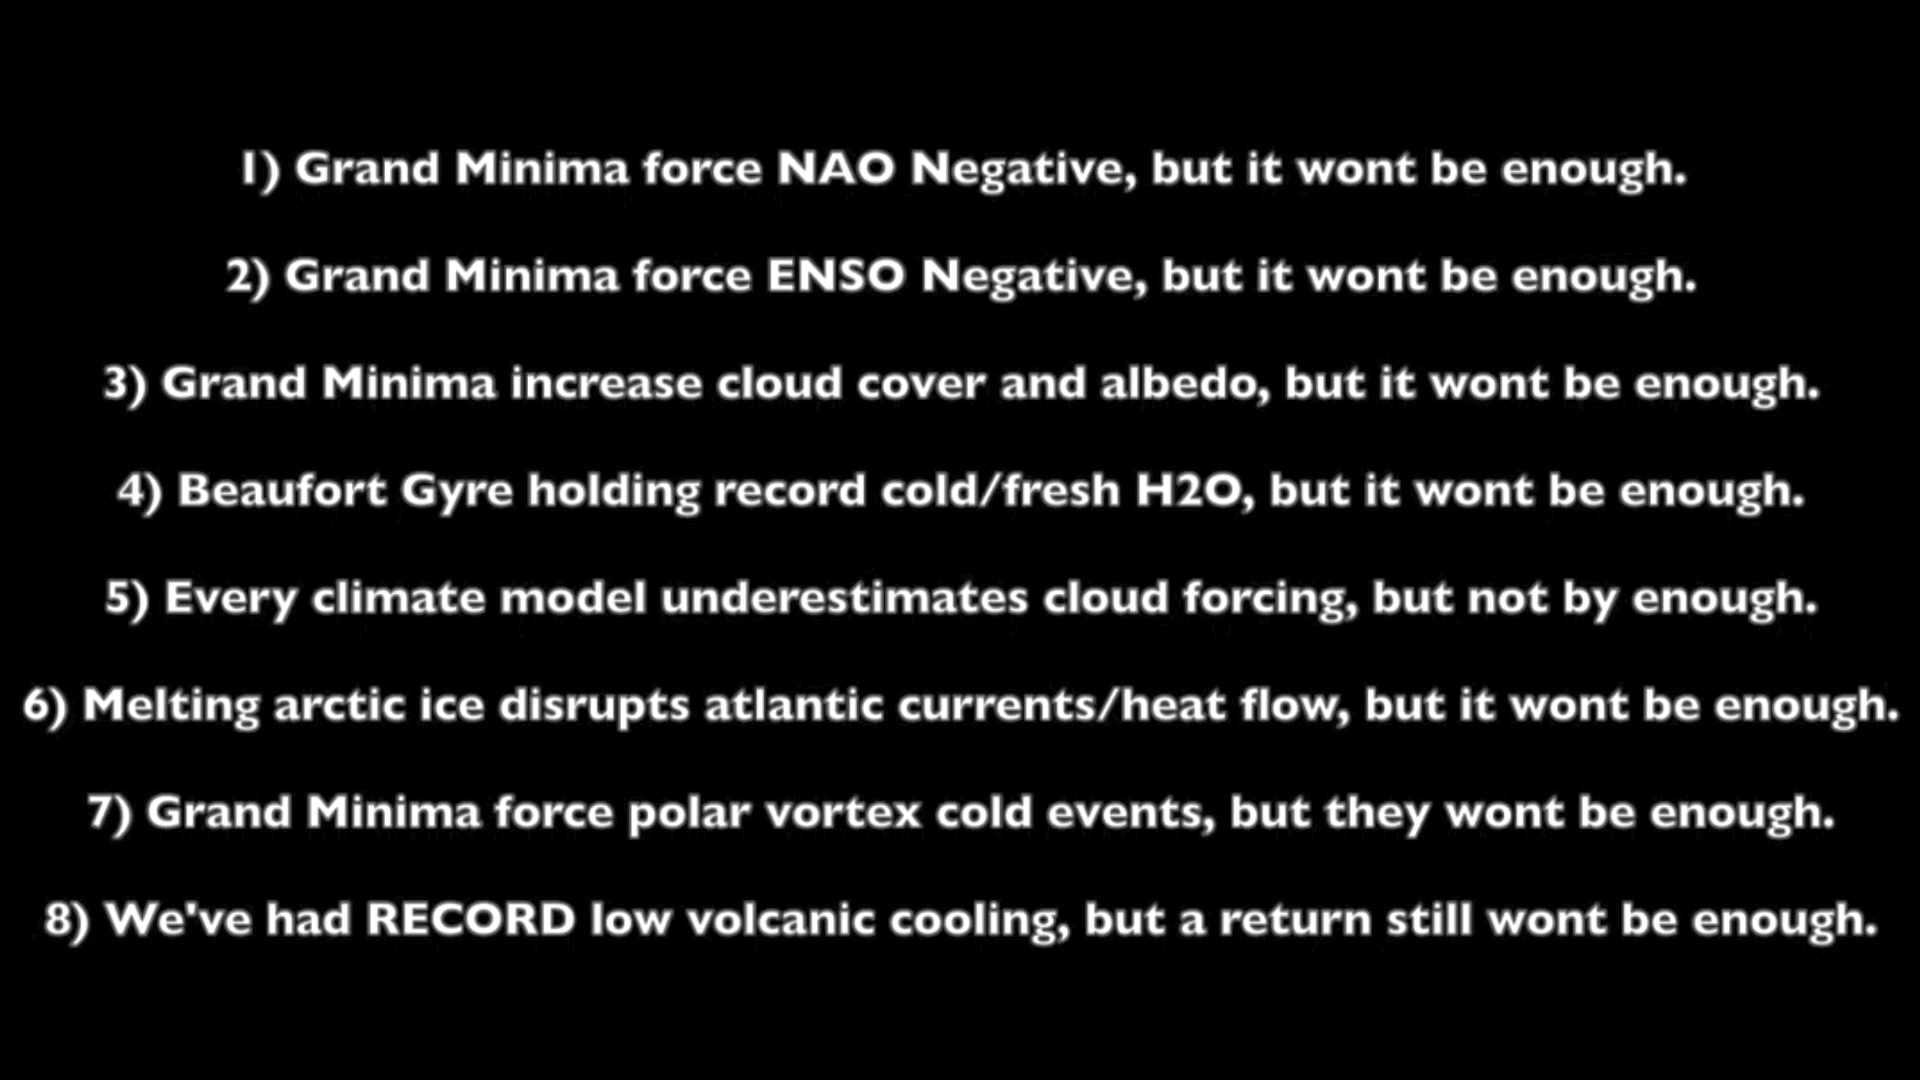 1) Grand Minima force NAO Negative, but it wont be enough.
2) Grand Minima force ENSO Negative, but it wont be enough.
3) Grand Minima increase cloud cover and albedo, but it wont be enough.
4) Beaufort Gyre holding record cold/fresh H2O, but it wont be enough.
5) Every climate model underestimates cloud forcing, but not by enough.
6) Melting arctic ice disrupts atlantic currents/heat flow, but it wont be enough.
7) Grand Minima force polar vortex cold events, but they wont be enough.
8) We've had RECORD low volcanic cooling, but a return still wont be enough.